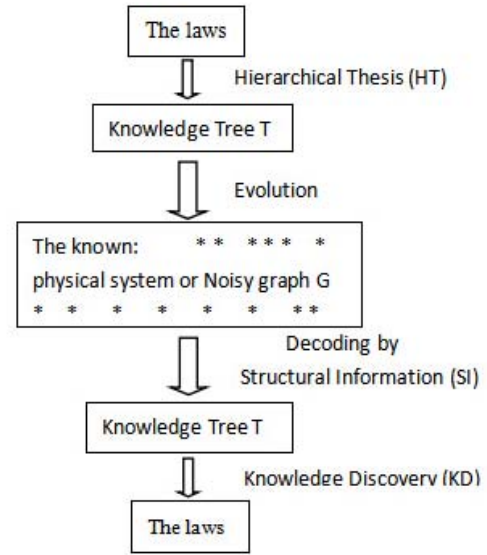 The laws
Hierarchical Thesis (HT)
Knowledge Tree T
Evolution
The known: * * * * * *
physical system or Noisy graph G
* * * * * * * *
Decoding by
Structural Information (SI)
Knowledge Tree T
Knowledge Discovery (KD)
The laws